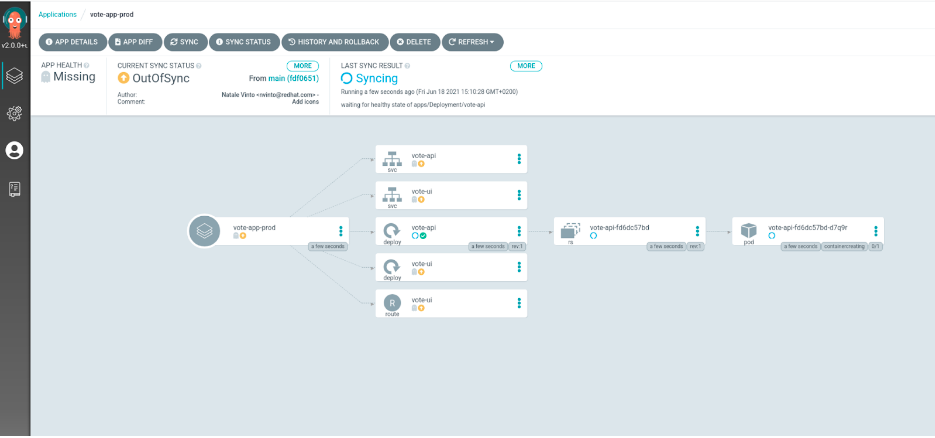 Applications / vote-app-prod
v2.0.0+L
APP DETAILS APP DIFF SYNC SYNC STATUS HISTORY AND ROLLBACK DELETE REFRESH
APP HEALTH
Missing
CURRENT SYNC STATUS MORE
OutOfSync From main (fdf0651)
Author: Natale Vinto <nvinto@redhat.com> -
Comment: Add icons
LAST SYNC RESULT MORE
Syncing
Running a few seconds ago (Fri Jun 18 2021 15:10:28 GMT+0200)
waiting for healthy state of apps/Deployment/vote-api
vote-api
svc
vote-ui
svc
vote-app-prod
a few seconds
vote-api
deploy
a few seconds rev:1
vote-api-fd6dc57bd
rs
a few seconds rev:1
vote-api-fd6dc57bd-d7q9r
pod
a few seconds containercreating 0/1
vote-ui
deploy
vote-ui
R
route